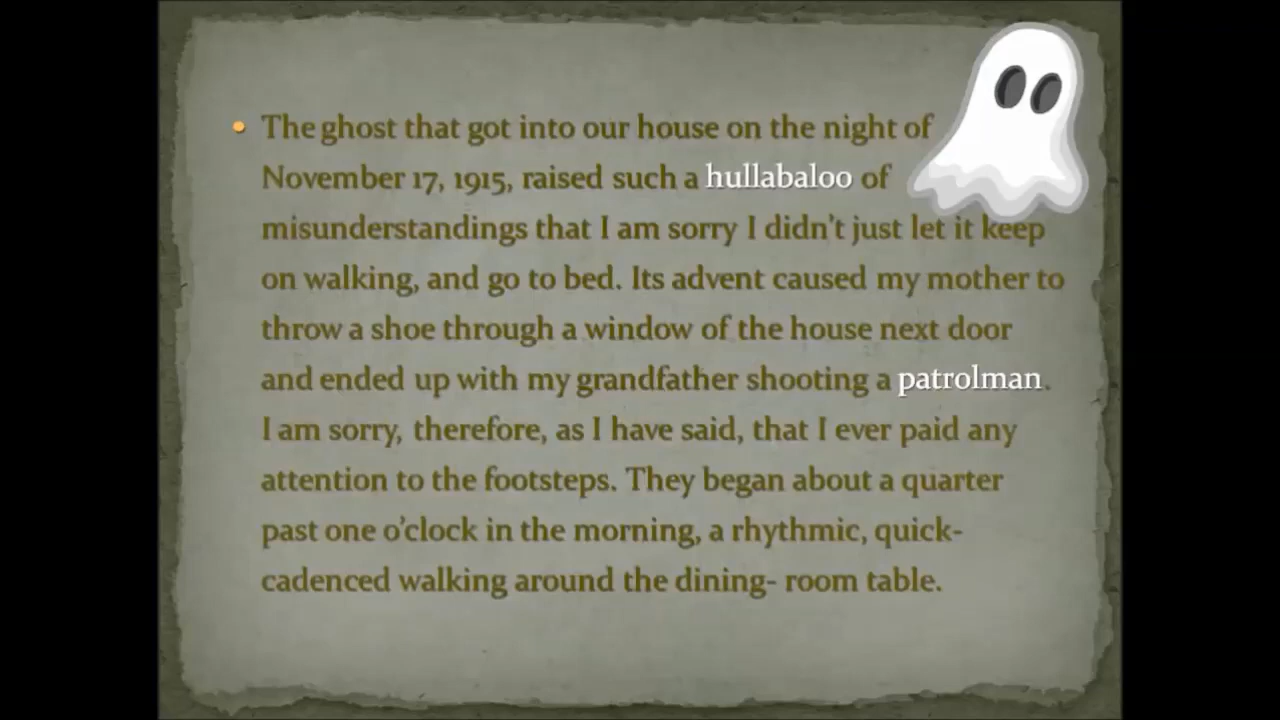 The ghost that got into our house on the night of
November 17, 1915, raised such a hullabaloo of
misunderstandings that I am sorry I didn't just let it keep
on walking, and go to bed. Its advent caused my mother to
throw a shoe through a window of the house next door
and ended up with my grandfather shooting a patrolman.
I am sorry, therefore, as I have said, that I ever paid any
attention to the footsteps. They began about a quarter
past one o'clock in the morning, a rhythmic, quick-
cadenced walking around the dining- room table.